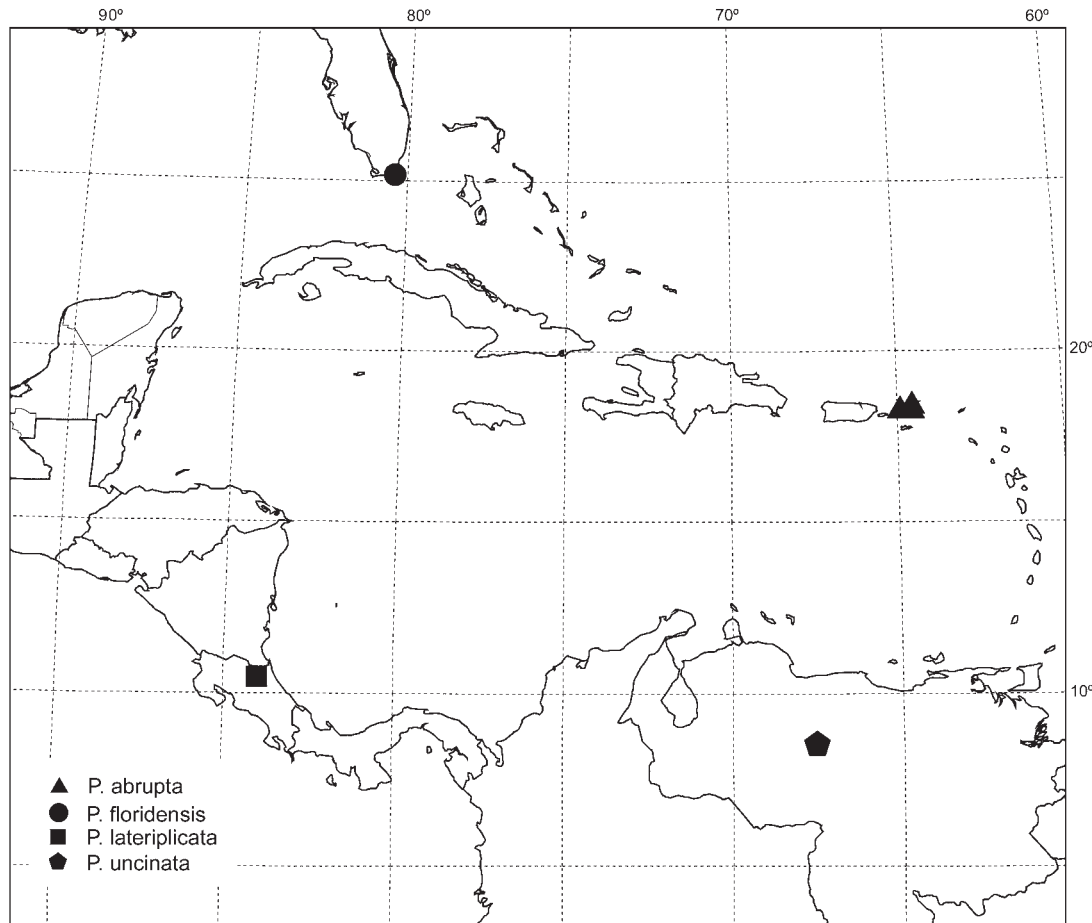 90º 80º 70º 60º
20º
10º
P. abrupta
P. floridensis
P. lateriplicata
P. uncinata